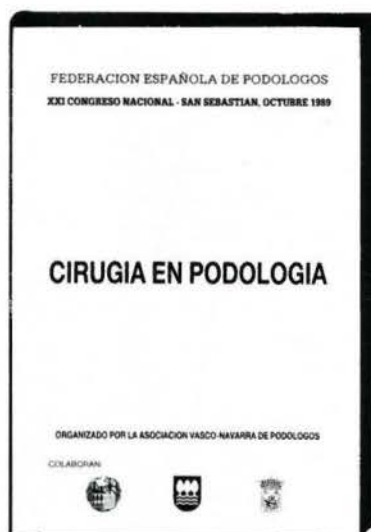 FEDERACION ESPAÑOLA DE PODOLOGOS
XXI CONGRESO NACIONAL - SAN SEBASTIAN, OCTUBRE 1989
CIRUGIA EN PODOLOGIA
ORGANIZADO POR LA ASOCIACION VASCO-NAVARRA DE PODOLOGOS
COLABORAN